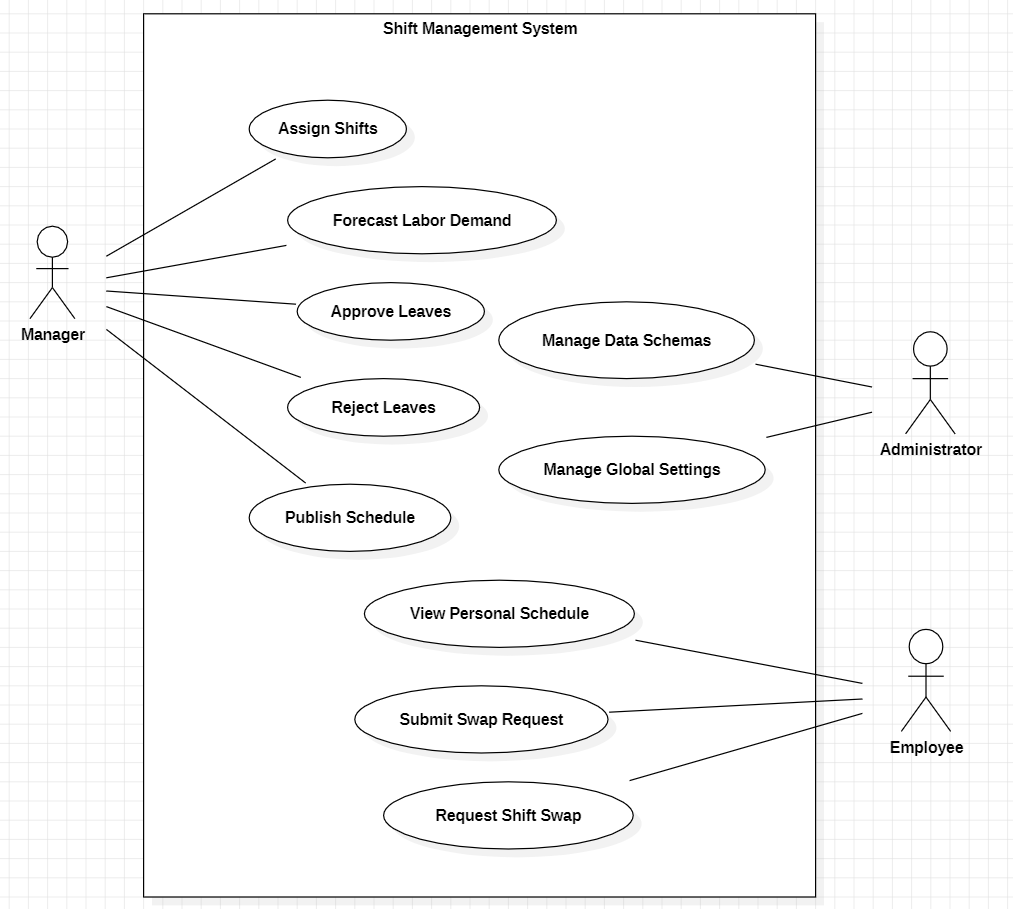 Shift Management System
Assign Shifts
Forecast Labor Demand
Approve Leaves
Manager
Manage Data Schemas
Reject Leaves
Administrator
Manage Global Settings
Publish Schedule
View Personal Schedule
Submit Swap Request
Employee
Request Shift Swap